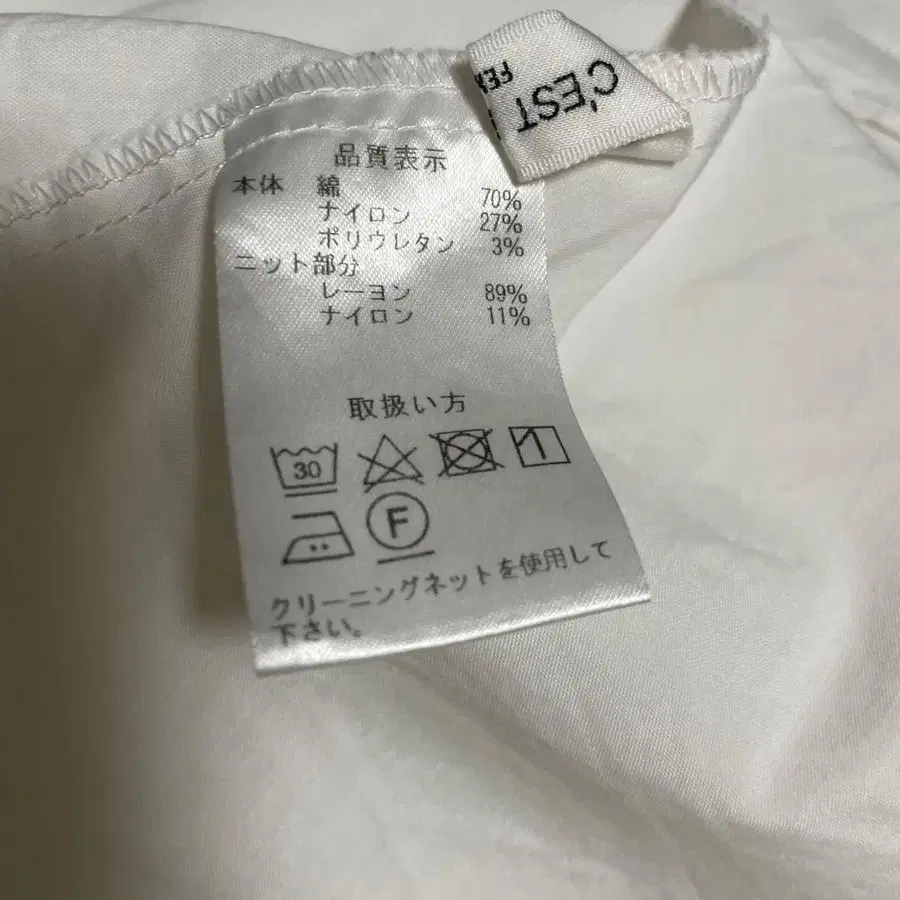 C'EST
品質表示
本体 綿 70%
ナイロン 27%
ポリウレタン 3%
ニット部分
レーヨン 89%
ナイロン 11%
取扱い方
30
F
クリーニングネットを使用して
下さい。